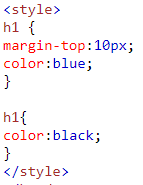 <style>
h1 {
margin-top:10px;
color:blue;
}
h1{
color:black;
}
</style>